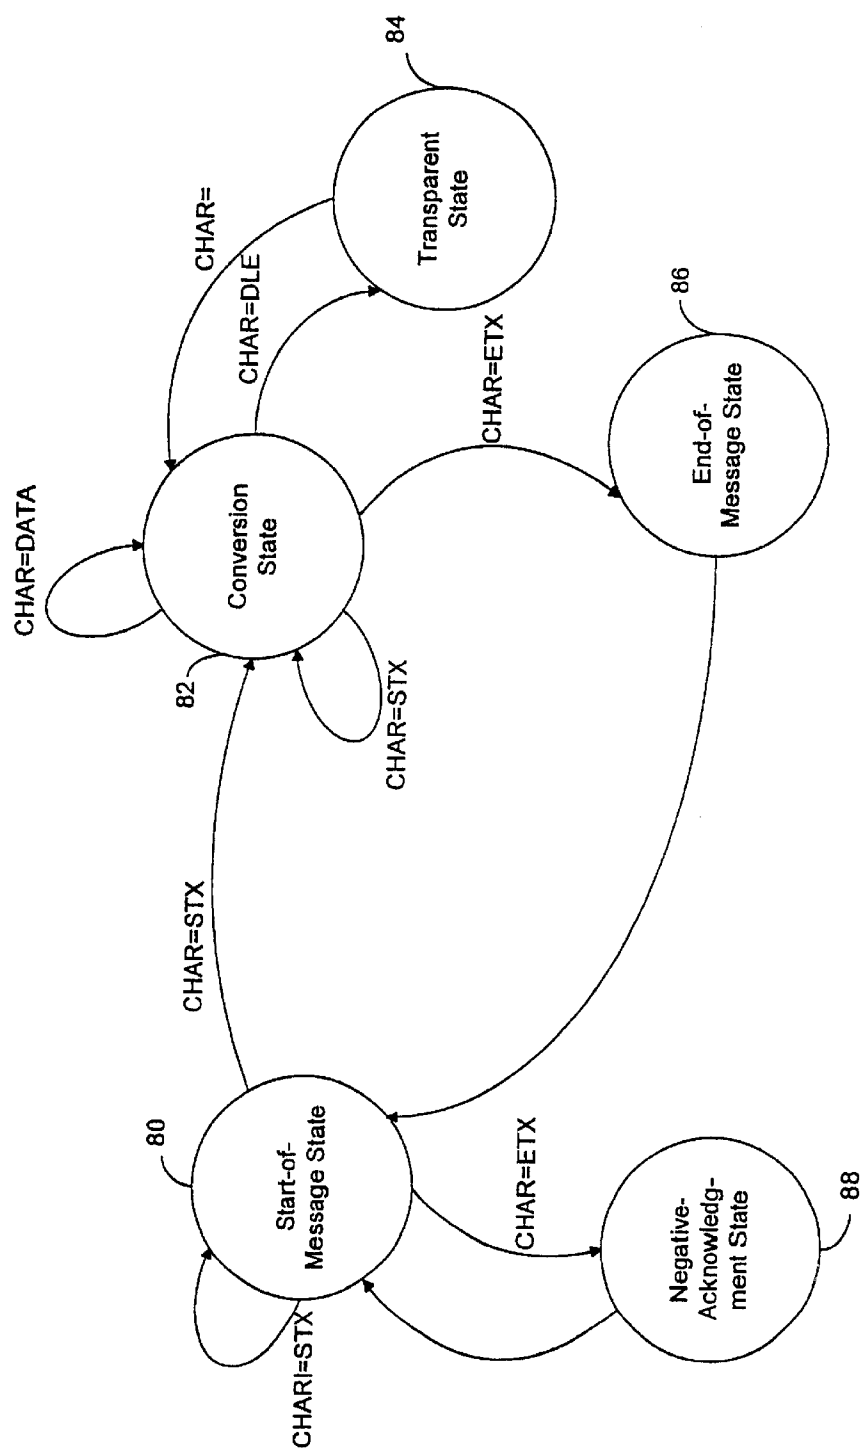 CHAR=DATA
80
CHAR=STX
82
CHAR=
CHAR=DLE
Conversion
State
Start-of-
Message State
CHARI=STX
84
CHAR=STX
Transparent
State
CHAR=ETX
CHAR=ETX
86
Negative-
Acknowledg-
ment State
End-of-
Message State
88